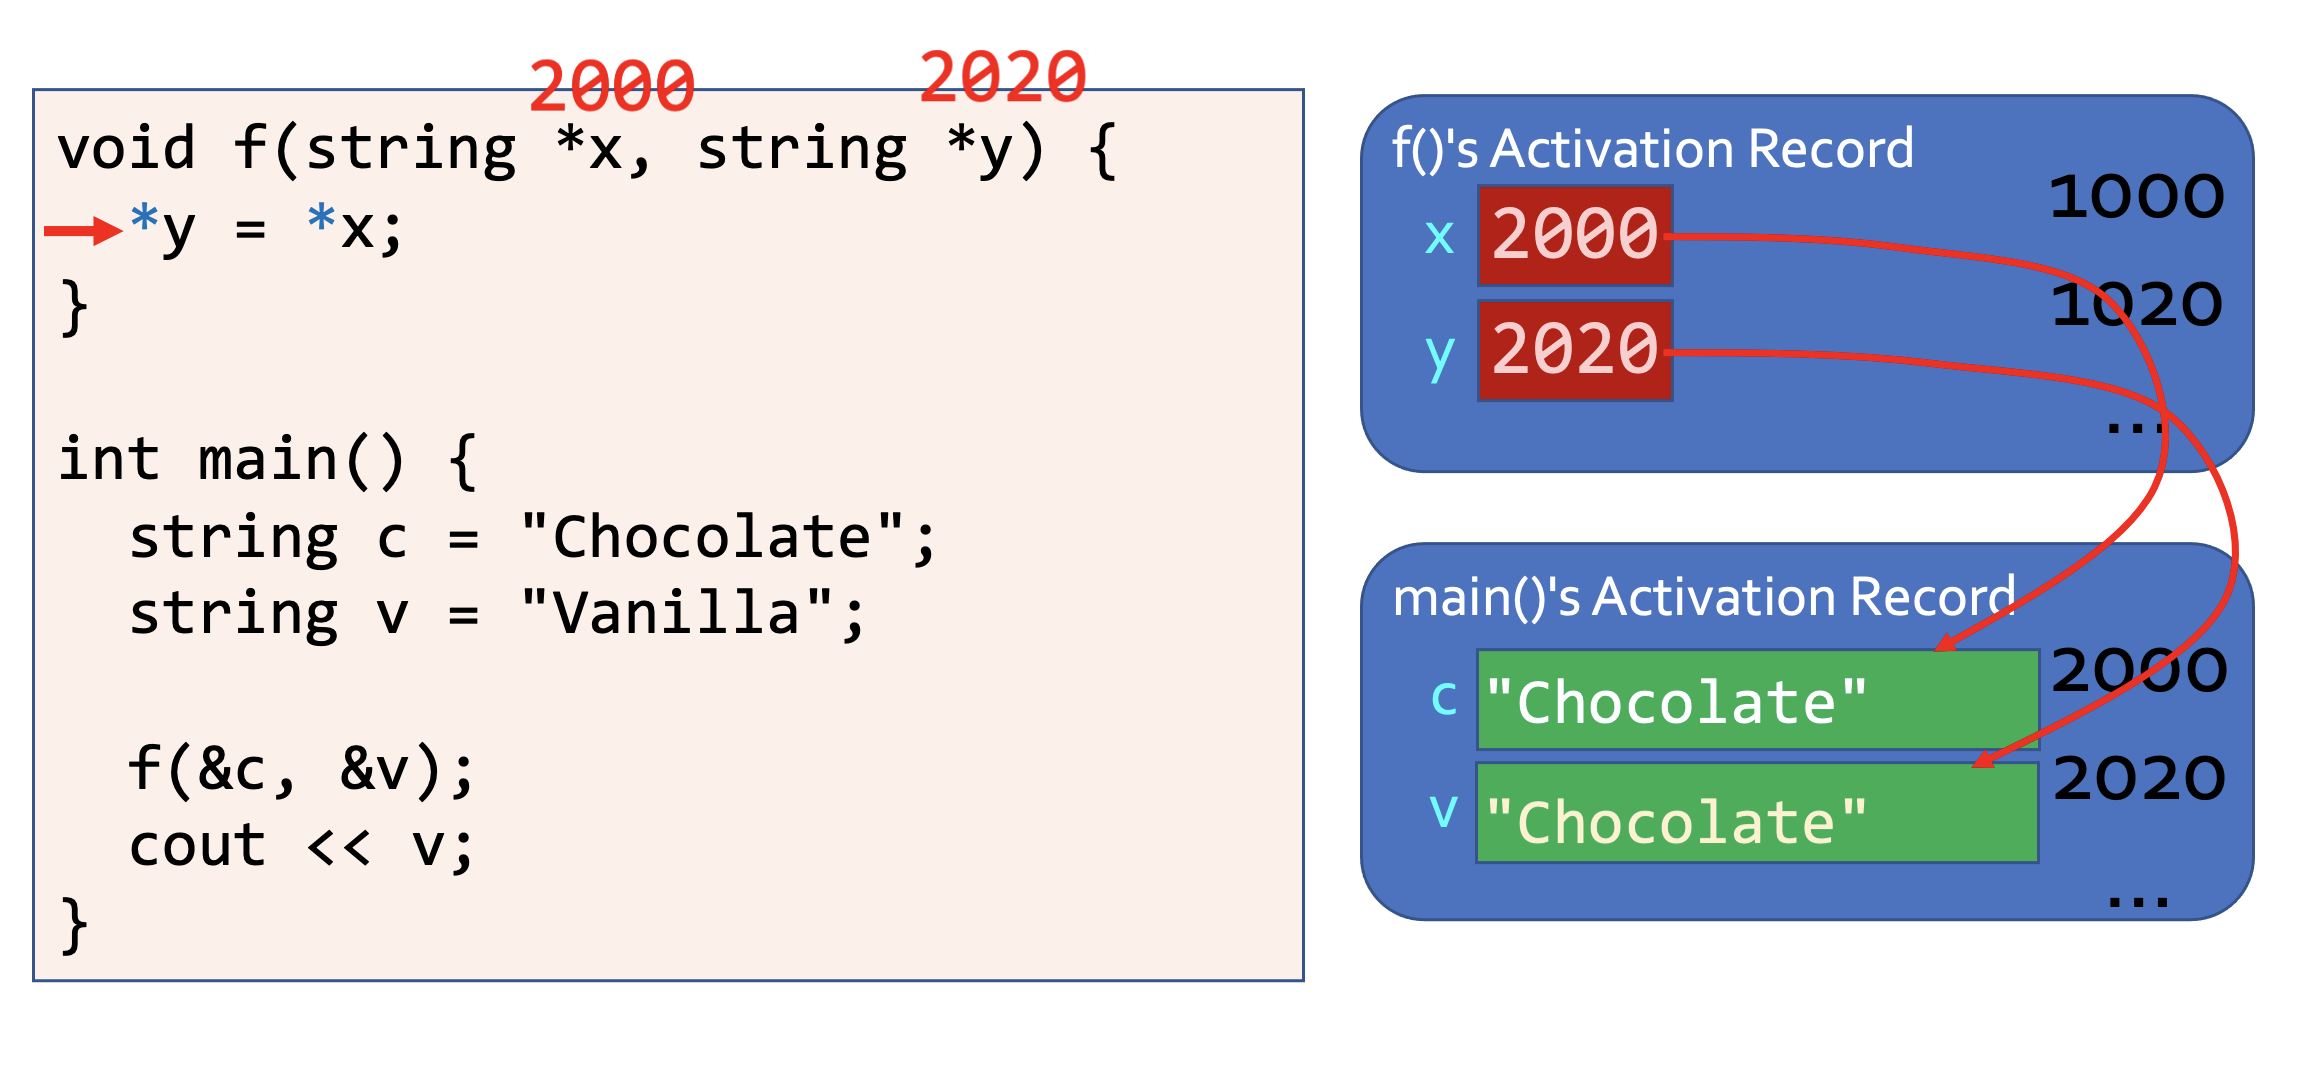 2000 2020
void f(string *x, string *y) {
*y = *x;
}
int main() {
string c = "Chocolate";
string v = "Vanilla";
f(&c, &v);
cout << v;
}
f()'s Activation Record
1000
x 2000
1020
y 2020
...
main()'s Activation Record
c "Chocolate" 2000
v "Chocolate" 2020
...